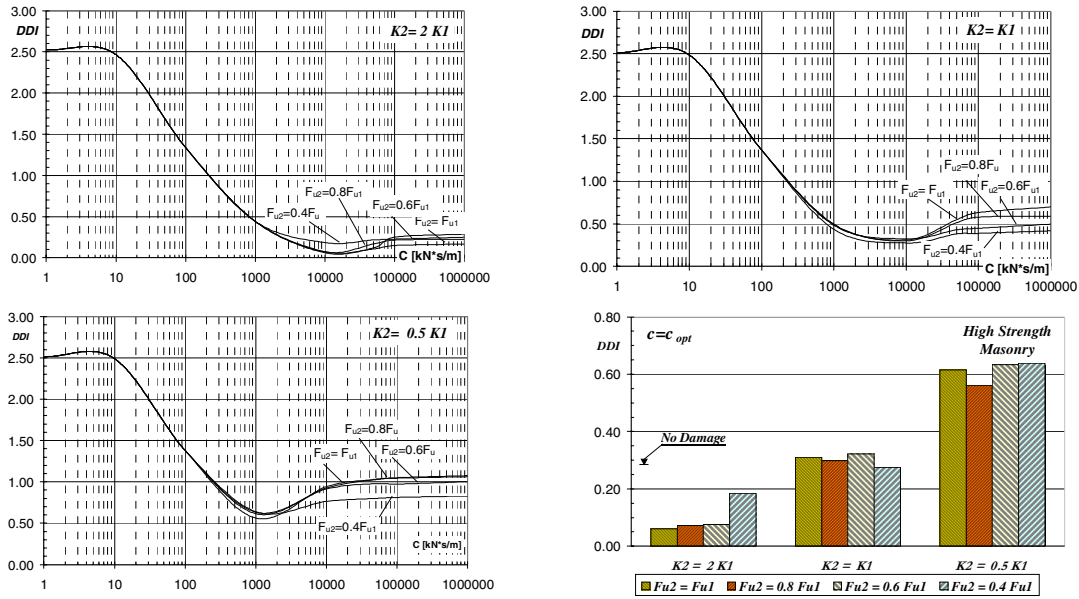 3.00
DDI
2.50
2.00
1.50
1.00
0.50
0.00
K2= 2 K1
Fu2=0.4Fu
Fu2=0.8Fu1
Fu2=0.6Fu1
Fu2= Fu1
C [kN*s/m]
1 10 100 1000 10000 100000 1000000
3.00
DDI
2.50
2.00
1.50
1.00
0.50
0.00
K2= K1
Fu2=0.8Fu
Fu2= Fu1
Fu2=0.6Fu1
Fu2=0.4Fu1
C [kN*s/m]
1 10 100 1000 10000 100000 1000000
3.00
DDI
2.50
2.00
1.50
1.00
0.50
0.00
K2= 0.5 K1
Fu2=0.8Fu
Fu2= Fu1
Fu2=0.6Fu
Fu2=0.4Fu1
C [kN*s/m]
1 10 100 1000 10000 100000 1000000
0.80
DDI
0.60
0.40
0.20
0.00
c=c opt
High Strength
Masonry
No Damage
K2 = 2 K1 K2 = K1 K2 = 0.5 K1
Fu2 = Fu1 Fu2 = 0.8 Fu1 Fu2 = 0.6 Fu1 Fu2 = 0.4 Fu1